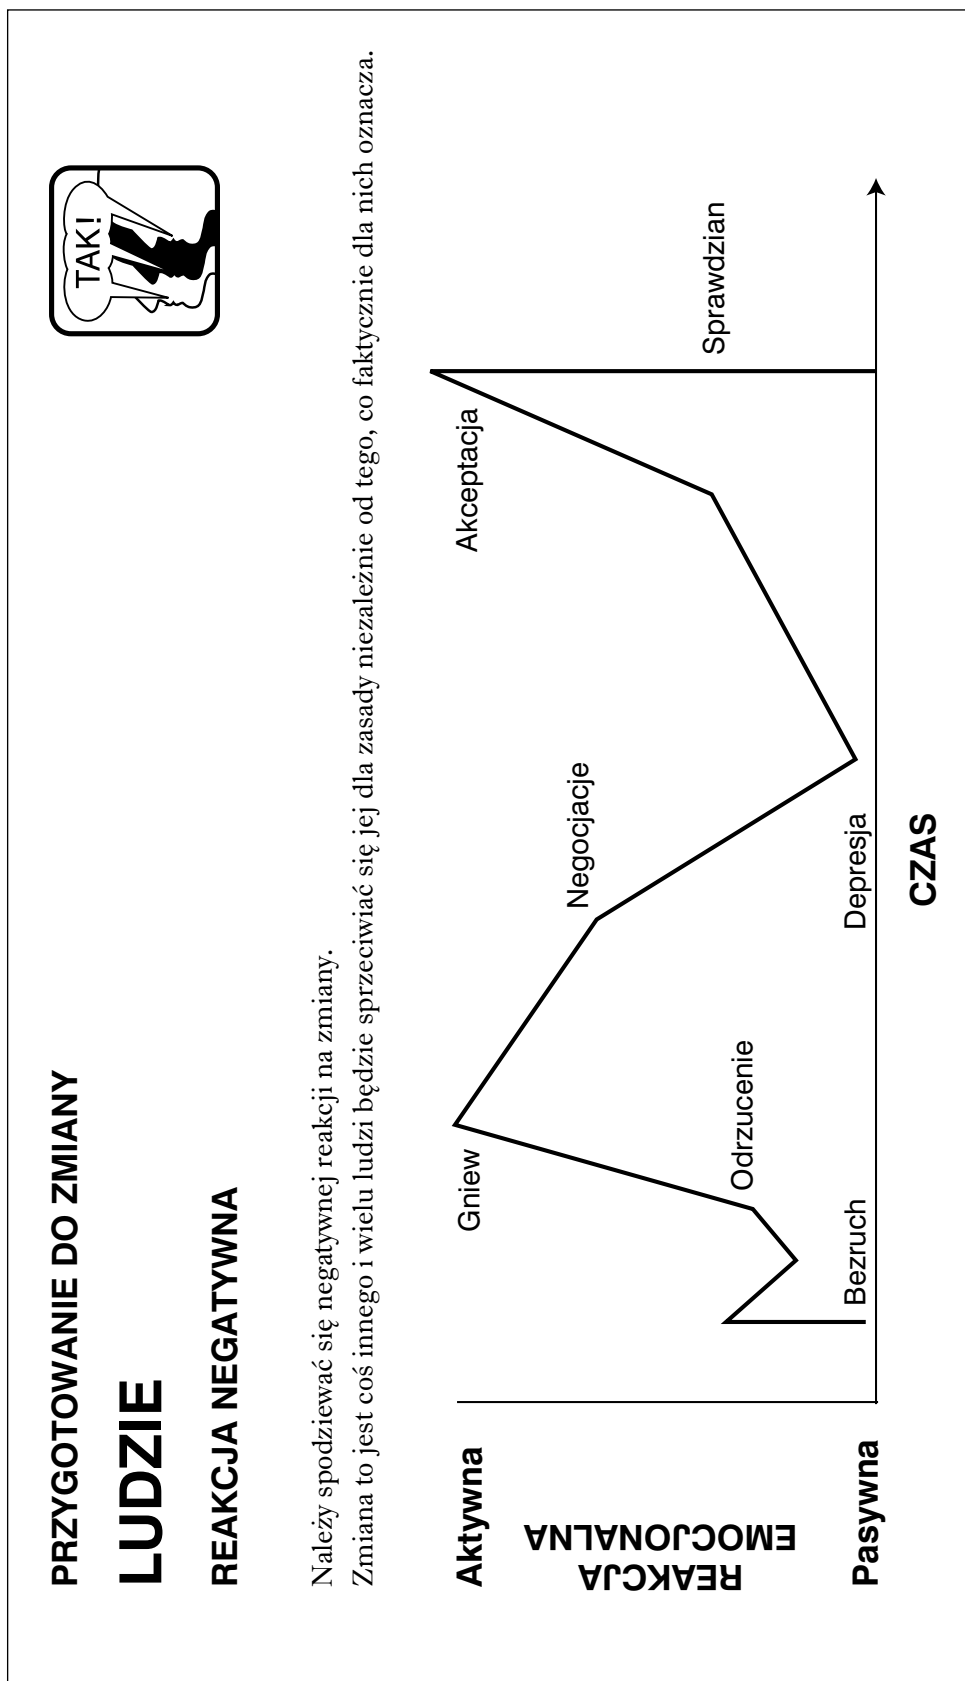 PRZYGOTOWANIE DO ZMIANY
LUDZIE
REAKCJA NEGATYWNA
TAK!
Należy spodziewać się negatywnej reakcji na zmiany.
Zmiana to jest coś innego i wielu ludzi będzie sprzeciwiać się jej dla zasady niezależnie od tego, co faktycznie dla nich oznacza.
Aktywna
REAKCJA
EMOCJONALNA
Pasywna
Bezruch
Odrzucenie
Gniew
Negocjacje
Depresja
Akceptacja
Sprawdzian
CZAS